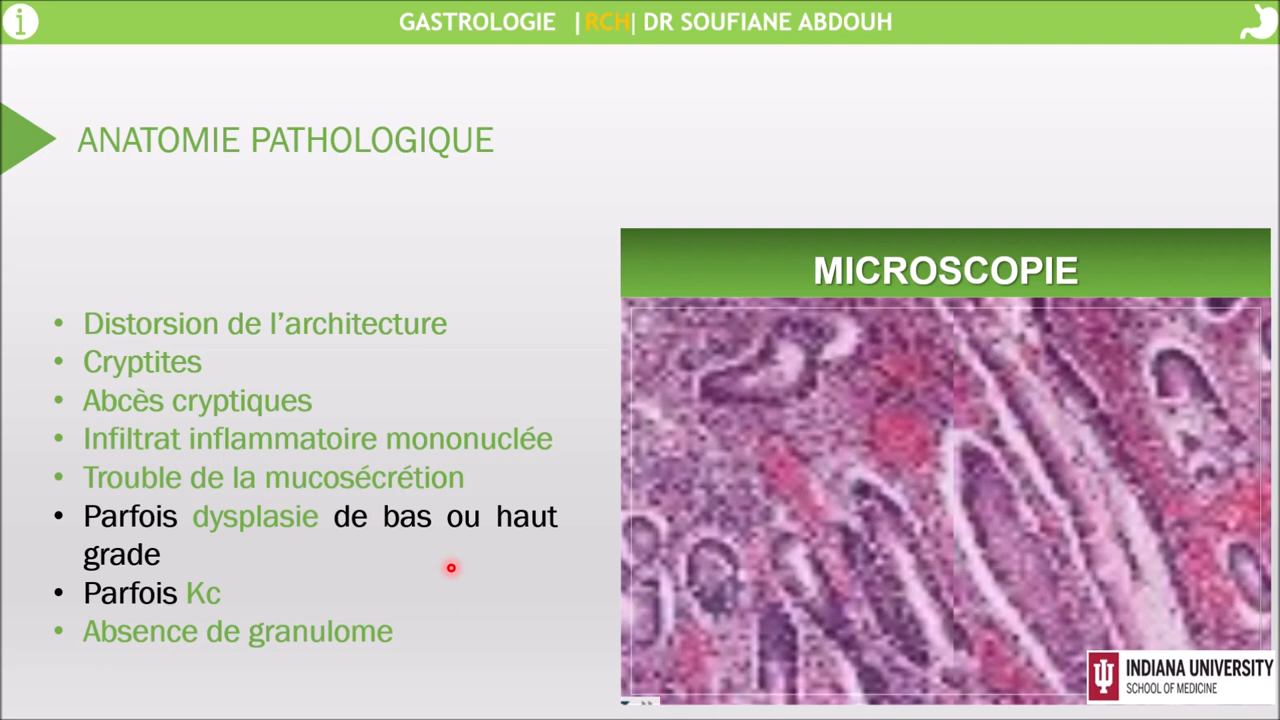 GASTROLOGIE |RCH| DR SOUFIANE ABDOUH
ANATOMIE PATHOLOGIQUE
MICROSCOPIE
• Distorsion de l’architecture
• Cryptites
• Abcès cryptiques
• Infiltrat inflammatoire mononuclée
• Trouble de la mucosécrétion
• Parfois dysplasie de bas ou haut
grade
• Parfois Kc
• Absence de granulome
INDIANA UNIVERSITY
SCHOOL OF MEDICINE